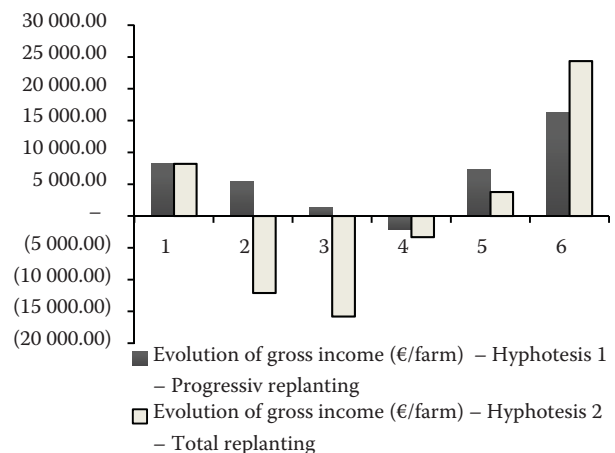 30 000.00
25 000.00
20 000.00
15 000.00
10 000.00
5 000.00
–
(5 000.00)
(10 000.00)
(15 000.00)
(20 000.00)
1 2 3 4 5 6
Evolution of gross income (€/farm) – Hyphotesis 1
– Progressiv replanting
Evolution of gross income (€/farm) – Hyphotesis 2
– Total replanting